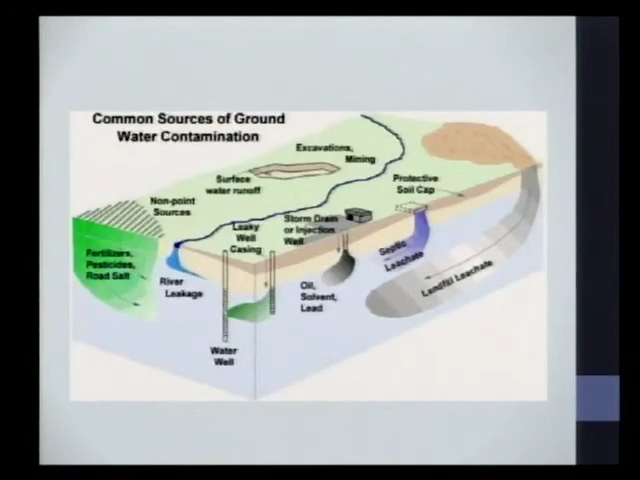 Common Sources of Ground
Water Contamination
Excavations,
Mining
Surface
water runoff
Protective
Soil Cap
Non-point
Sources
Storm Drain
or Injection
Well
Leaky
Well
Casing
Fertilizers,
Pesticides,
Road Salt
Septic
Leachate
River
Leakage
Oil,
Solvent,
Lead
Landfill Leachate
Water
Well